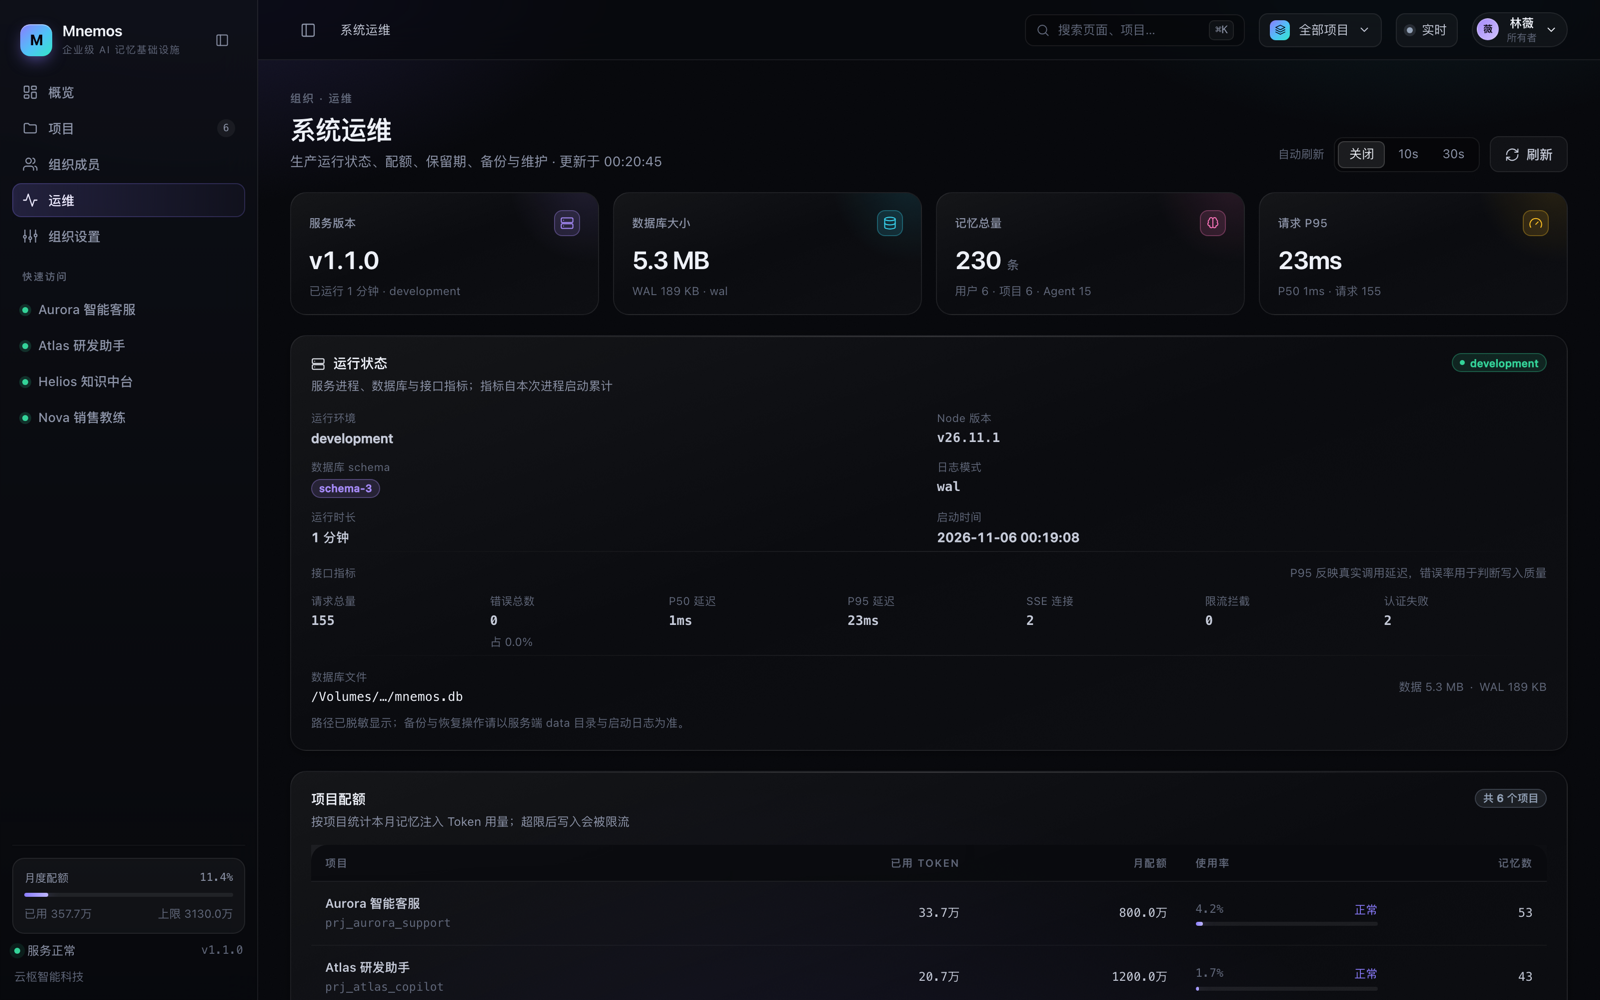 M
Mnemos
企业级 AI 记忆基础设施
概览
项目
6
组织成员
运维
组织设置
快速访问
Aurora 智能客服
Atlas 研发助手
Helios 知识中台
Nova 销售教练
月度配额
11.4%
已用 357.7万
上限 3130.0万
服务正常
v1.1.0
云枢智能科技
系统运维
搜索页面、项目...
⌘K
全部项目
实时
薇
林薇
所有者
组织 · 运维
系统运维
生产运行状态、配额、保留期、备份与维护 · 更新于 00:20:45
自动刷新
关闭
10s
30s
刷新
服务版本
v1.1.0
已运行 1 分钟 · development
数据库大小
5.3 MB
WAL 189 KB · wal
记忆总量
230 条
用户 6 · 项目 6 · Agent 15
请求 P95
23ms
P50 1ms · 请求 155
运行状态
development
服务进程、数据库与接口指标；指标自本次进程启动累计
运行环境
development
Node 版本
v26.11.1
数据库 schema
schema-3
日志模式
wal
运行时长
1 分钟
启动时间
2026-11-06 00:19:08
接口指标
P95 反映真实调用延迟，错误率用于判断写入质量
请求总量
155
错误总数
0
占 0.0%
P50 延迟
1ms
P95 延迟
23ms
SSE 连接
2
限流拦截
0
认证失败
2
数据库文件
/Volumes/…/mnemos.db
数据 5.3 MB · WAL 189 KB
路径已脱敏显示；备份与恢复操作请以服务端 data 目录与启动日志为准。
项目配额
共 6 个项目
按项目统计本月记忆注入 Token 用量；超限后写入会被限流
项目
已用 TOKEN
月配额
使用率
记忆数
Aurora 智能客服
prj_aurora_support
33.7万
800.0万
4.2%
正常
53
Atlas 研发助手
prj_atlas_copilot
20.7万
1200.0万
1.7%
正常
43